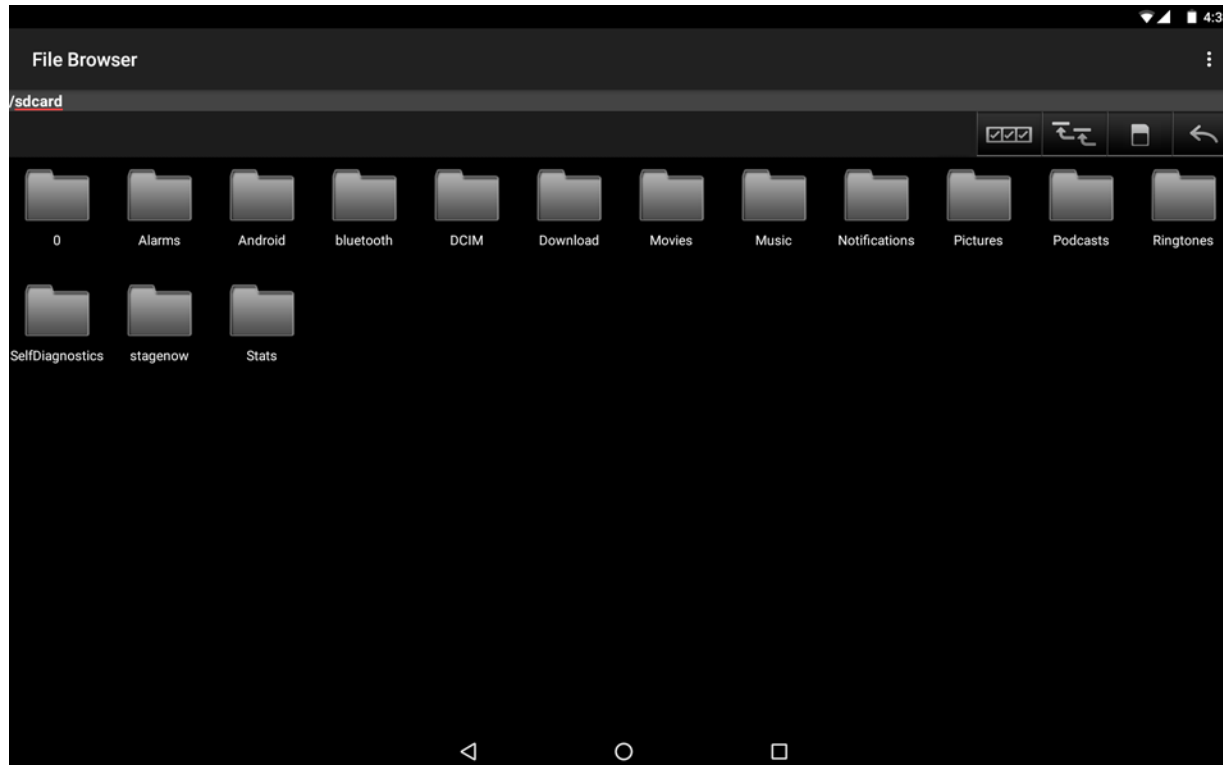 4:3
File Browser
/sdcard
0 Alarms Android bluetooth DCIM Download Movies Music Notifications Pictures Podcasts Ringtones
SelfDiagnostics stagenow Stats